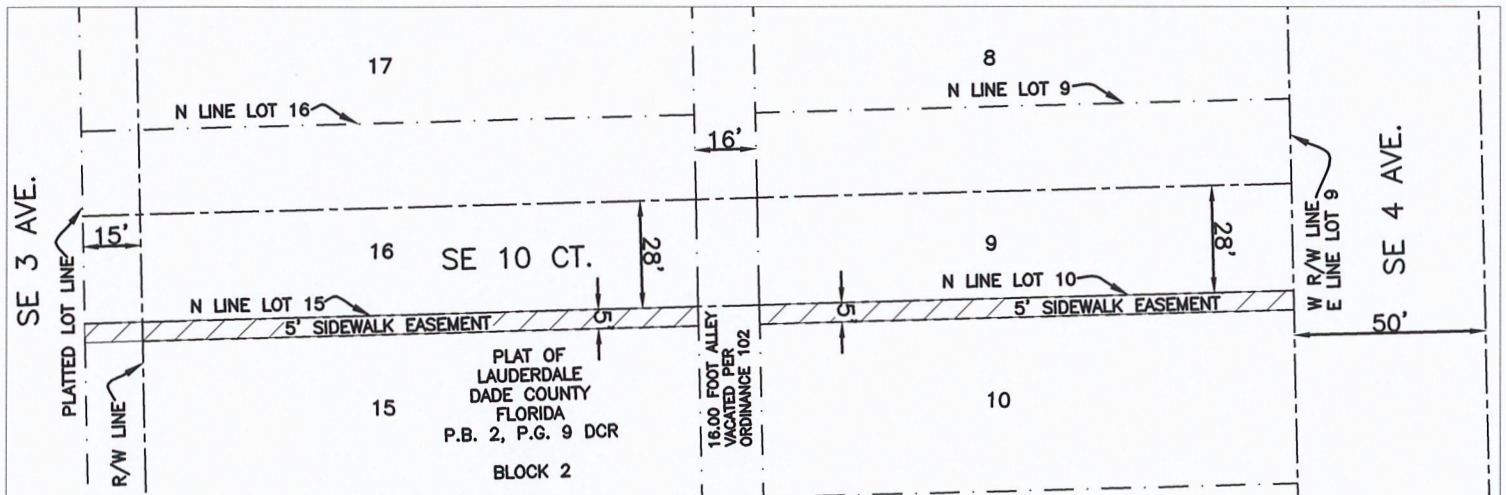 17
8
N LINE LOT 16
N LINE LOT 9
16'
SE 3 AVE.
PLATTED LOT LINE
15'
16
SE 10 CT.
28'
9
28'
W R/W LINE
E LINE LOT 9
SE 4 AVE.
N LINE LOT 15
5' SIDEWALK EASEMENT
5'
5'
N LINE LOT 10
5' SIDEWALK EASEMENT
50'
R/W LINE
15
PLAT OF
LAUDERDALE
DADE COUNTY
FLORIDA
P.B. 2, P.G. 9 DCR
BLOCK 2
16.00 FOOT ALLEY
VACATED PER
ORDINANCE 102
10